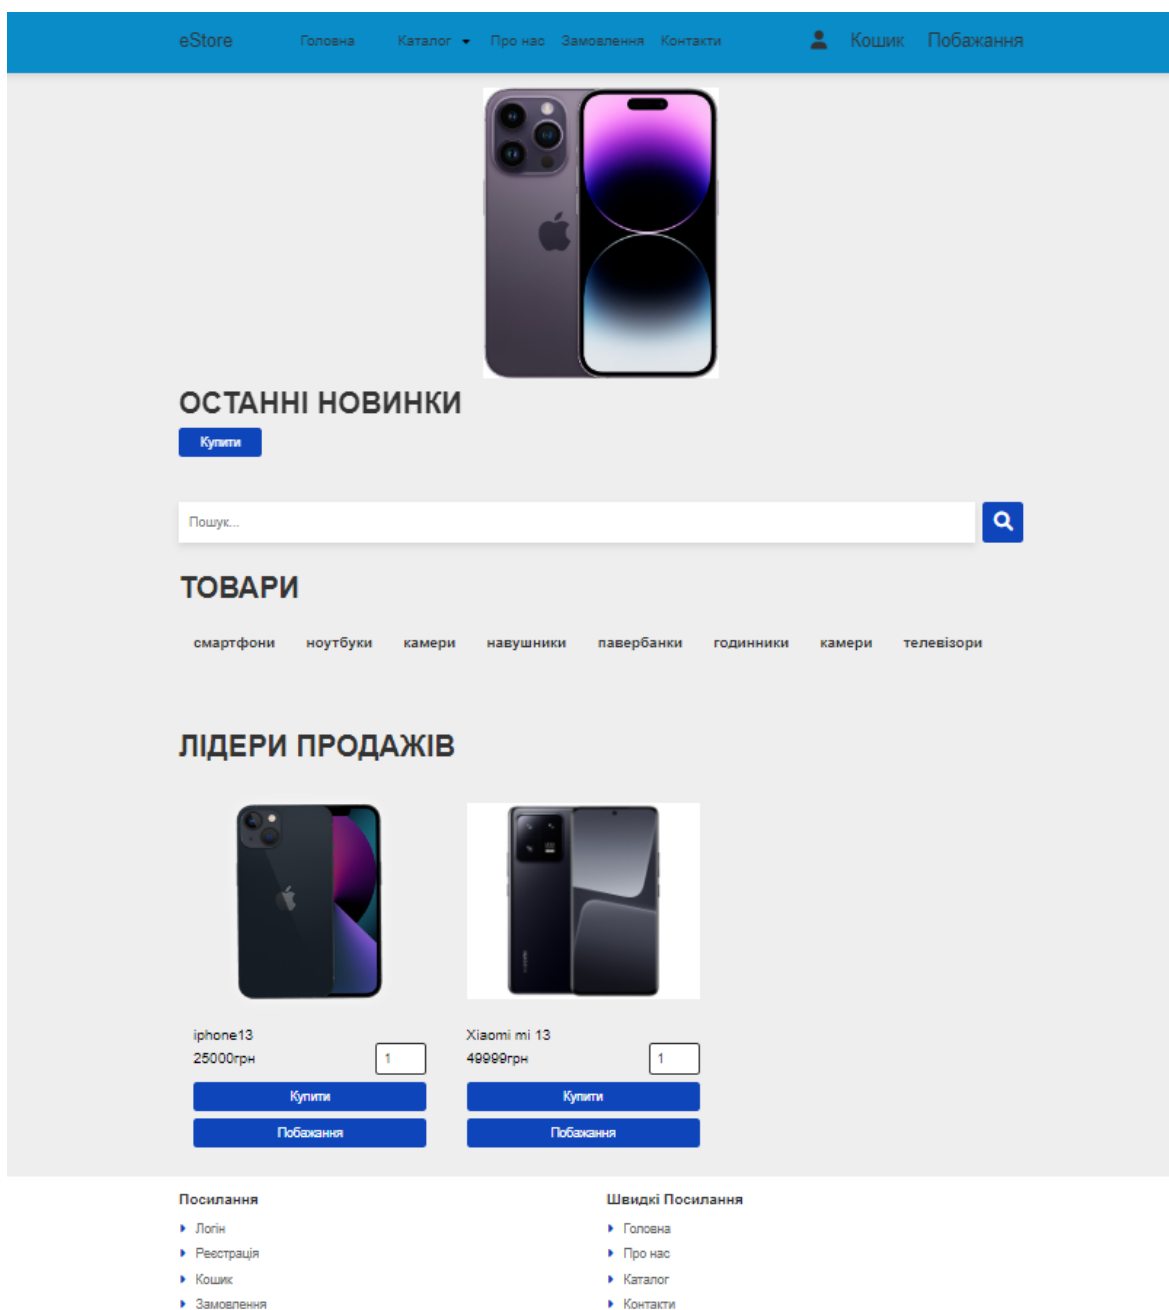 eStore Головна Каталог Про нас Замовлення Контакти Кошик Побажання
ОСТАННІ НОВИНКИ
Купити
Пошук...
ТОВАРИ
смартфони ноутбуки камери навушники павербанки годинники камери телевізори
ЛІДЕРИ ПРОДАЖІВ
iphone13 Xiaomi mi 13
25000грн 1 49999грн 1
Купити Купити
Побажання Побажання
Посилання Швидкі Посилання
Логін Головна
Реєстрація Про нас
Кошик Каталог
Замовлення Контакти